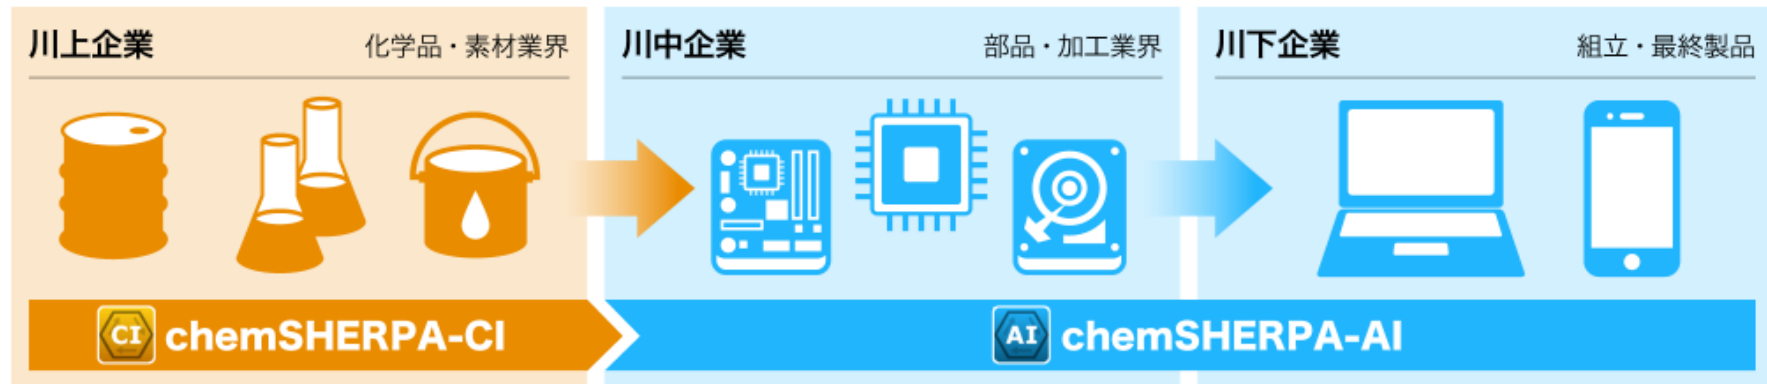 川上企業 化学品・素材業界
川中企業 部品・加工業界
川下企業 組立・最終製品
CI chemSHERPA-CI
AI chemSHERPA-AI